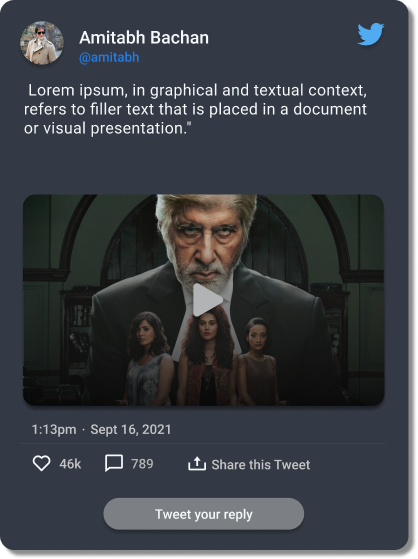 Amitabh Bachan
@amitabh
Lorem ipsum, in graphical and textual context,
refers to filler text that is placed in a document
or visual presentation."
1:13pm · Sept 16, 2021
46k
789
Share this Tweet
Tweet your reply